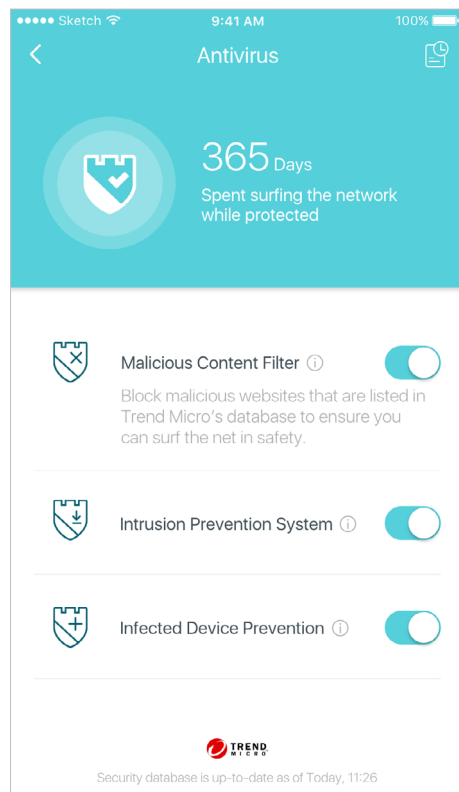 Sketch 9:41 AM 100%
Antivirus
365 Days
Spent surfing the network
while protected
Malicious Content Filter
Block malicious websites that are listed in
Trend Micro's database to ensure you
can surf the net in safety.
Intrusion Prevention System
Infected Device Prevention
TREND
MICRO
Security database is up-to-date as of Today, 11:26